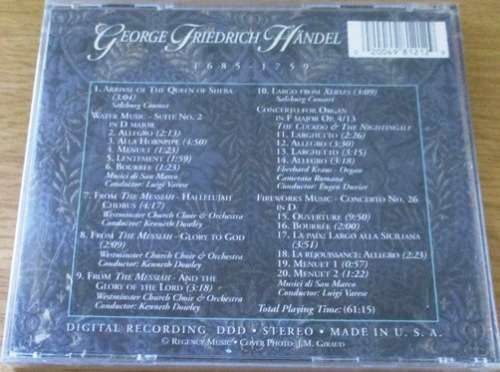 GEORGE FRIEDRICH HÄNDEL
1685-1759
1. ARRIVAL OF THE QUEEN OF SHEBA
(3:04)
Salzburg Consort
WATER MUSIC - SUITE NO. 2
IN D MAJOR
2. ALLEGRO (2:13)
3. ALLA HORNPIPE (4:50)
4. MENUET (1:23)
5. LENTEMENT (1:59)
6. BOURRÉE (1:23)
Musici di San Marco
Conductor: Luigi Varese
7. FROM THE MESSIAH - HALLELUJAH
CHORUS (4:17)
Westminster Church Choir & Orchestra
Conductor: Kenneth Dowley
8. FROM THE MESSIAH - GLORY TO GOD
(2:09)
Westminster Church Choir & Orchestra
Conductor: Kenneth Dowley
9. FROM THE MESSIAH - AND THE
GLORY OF THE LORD (3:18)
Westminster Church Choir & Orchestra
Conductor: Kenneth Dowley
10. LARGO FROM XERXES (3:09)
Salzburg Consort
CONCERTO FOR ORGAN
IN F MAJOR OP. 4/13
THE CUCKOO & THE NIGHTINGALE
11. LARGHETTO (2:26)
12. ALLEGRO (3:30)
13. LARGHETTO (3:15)
14. ALLEGRO (3:18)
Eberhard Kraus - Organ
Camerata Romana
Conductor: Eugen Duvier
FIREWORKS MUSIC - CONCERTO NO. 26
IN D
15. OUVERTURE (9:50)
16. BOURRÉE (2:00)
17. LA PAIX: LARGO ALLA SICILIANA
(3:51)
18. LA REJOUISSANCE: ALLEGRO (2:23)
19. MENUET 1 (0:57)
20. MENUET 2 (1:22)
Musici di San Marco
Conductor: Luigi Varese
Total Playing Time: (61:15)
DIGITAL RECORDING DDD • STEREO • MADE IN U. S. A.
© REGENCY MUSIC • COVER PHOTO: J.M. GIRAUD